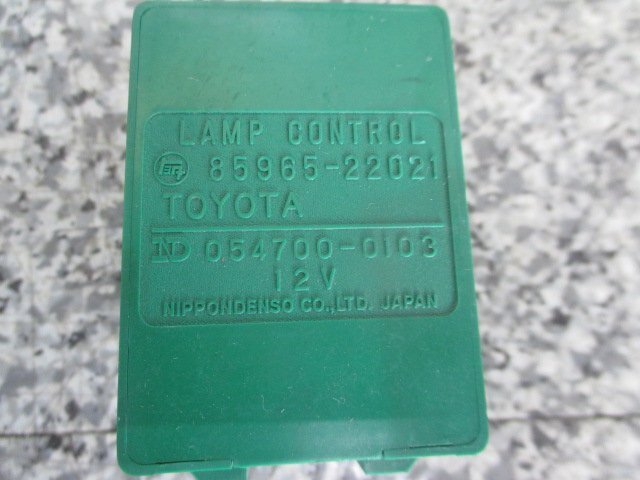 LAMP CONTROL
85965-22021
TOYOTA
ND 054700-0103
12V
NIPPONDENSO CO.,LTD. JAPAN